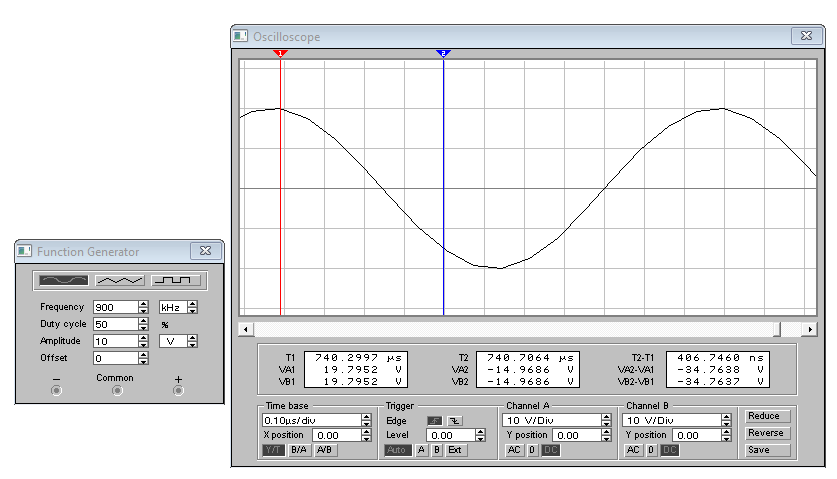 Oscilloscope
1
2
Function Generator
Frequency 900 kHz
Duty cycle 50 %
Amplitude 10 V
Offset 0
− Common +
T1 740.2997 µs T2 740.7064 µs T2-T1 406.7460 ns
VA1 19.7952 V VA2 -14.9686 V VA2-VA1 -34.7638 V
VB1 19.7952 V VB2 -14.9686 V VB2-VB1 -34.7637 V
Time base Trigger Channel A Channel B Reduce
0.10µs/div Edge 10 V/Div 10 V/Div
X position 0.00 Level 0.00 Y position 0.00 Y position 0.00 Reverse
Y/T B/A A/B Auto A B Ext AC 0 DC AC 0 DC Save